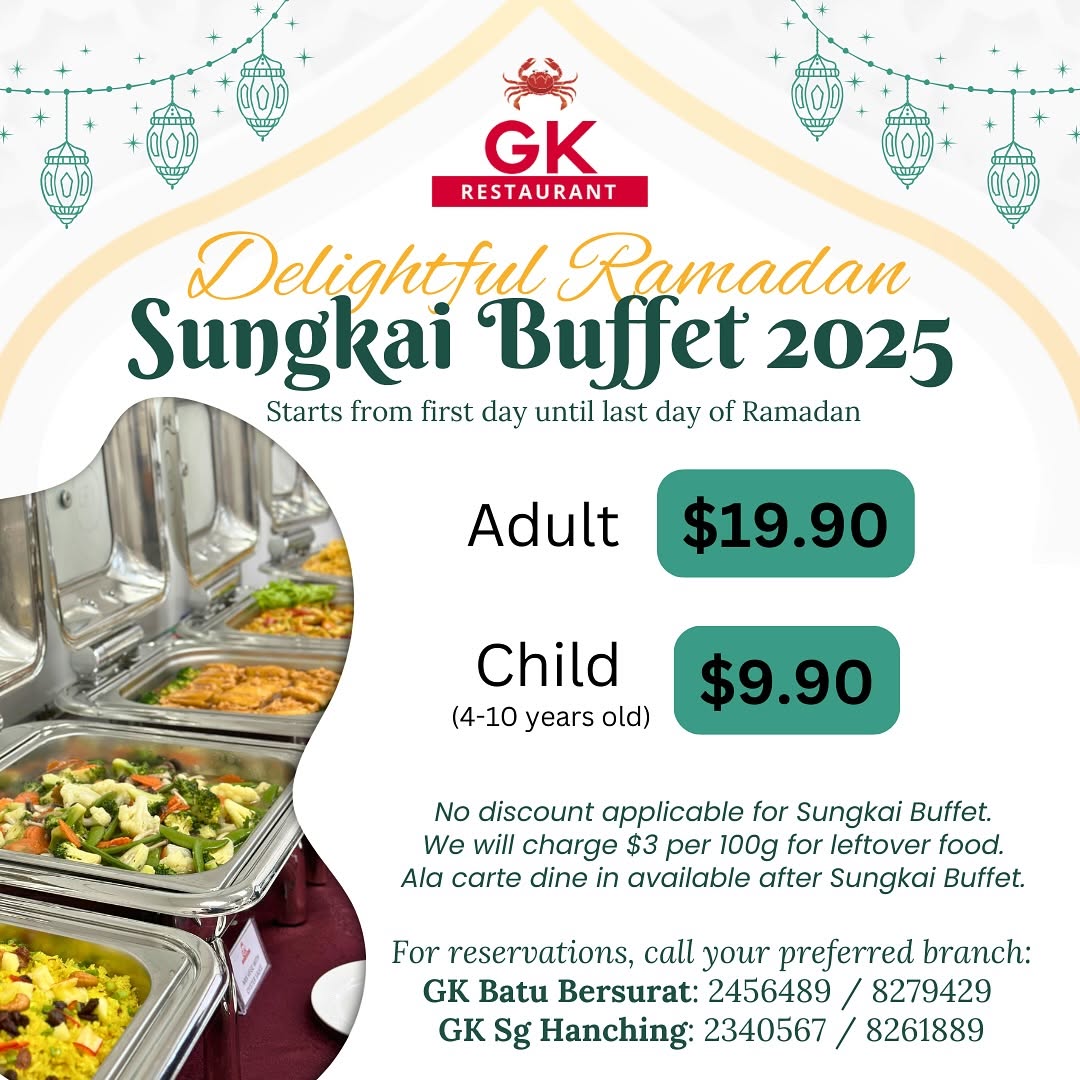 GK
RESTAURANT
Delightful Ramadan
Sungkai Buffet 2025
Starts from first day until last day of Ramadan
Adult $19.90
Child $9.90
(4-10 years old)
No discount applicable for Sungkai Buffet.
We will charge $3 per 100g for leftover food.
Ala carte dine in available after Sungkai Buffet.
For reservations, call your preferred branch:
GK Batu Bersurat: 2456489 / 8279429
GK Sg Hanching: 2340567 / 8261889